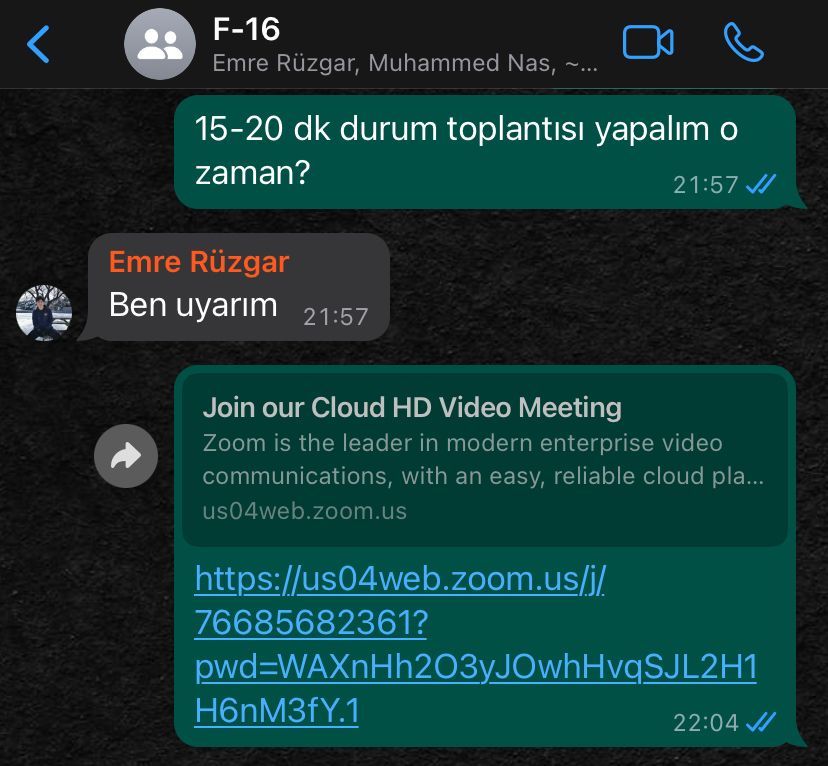 F-16
Emre Rüzgar, Muhammed Nas, ~...
15-20 dk durum toplantısı yapalım o
zaman?
21:57
Emre Rüzgar
Ben uyarım
21:57
Join our Cloud HD Video Meeting
Zoom is the leader in modern enterprise video
communications, with an easy, reliable cloud pla...
us04web.zoom.us
https://us04web.zoom.us/j/
76685682361?
pwd=WAXnHh2O3yJOwhHvqSJL2H1
H6nM3fY.1
22:04